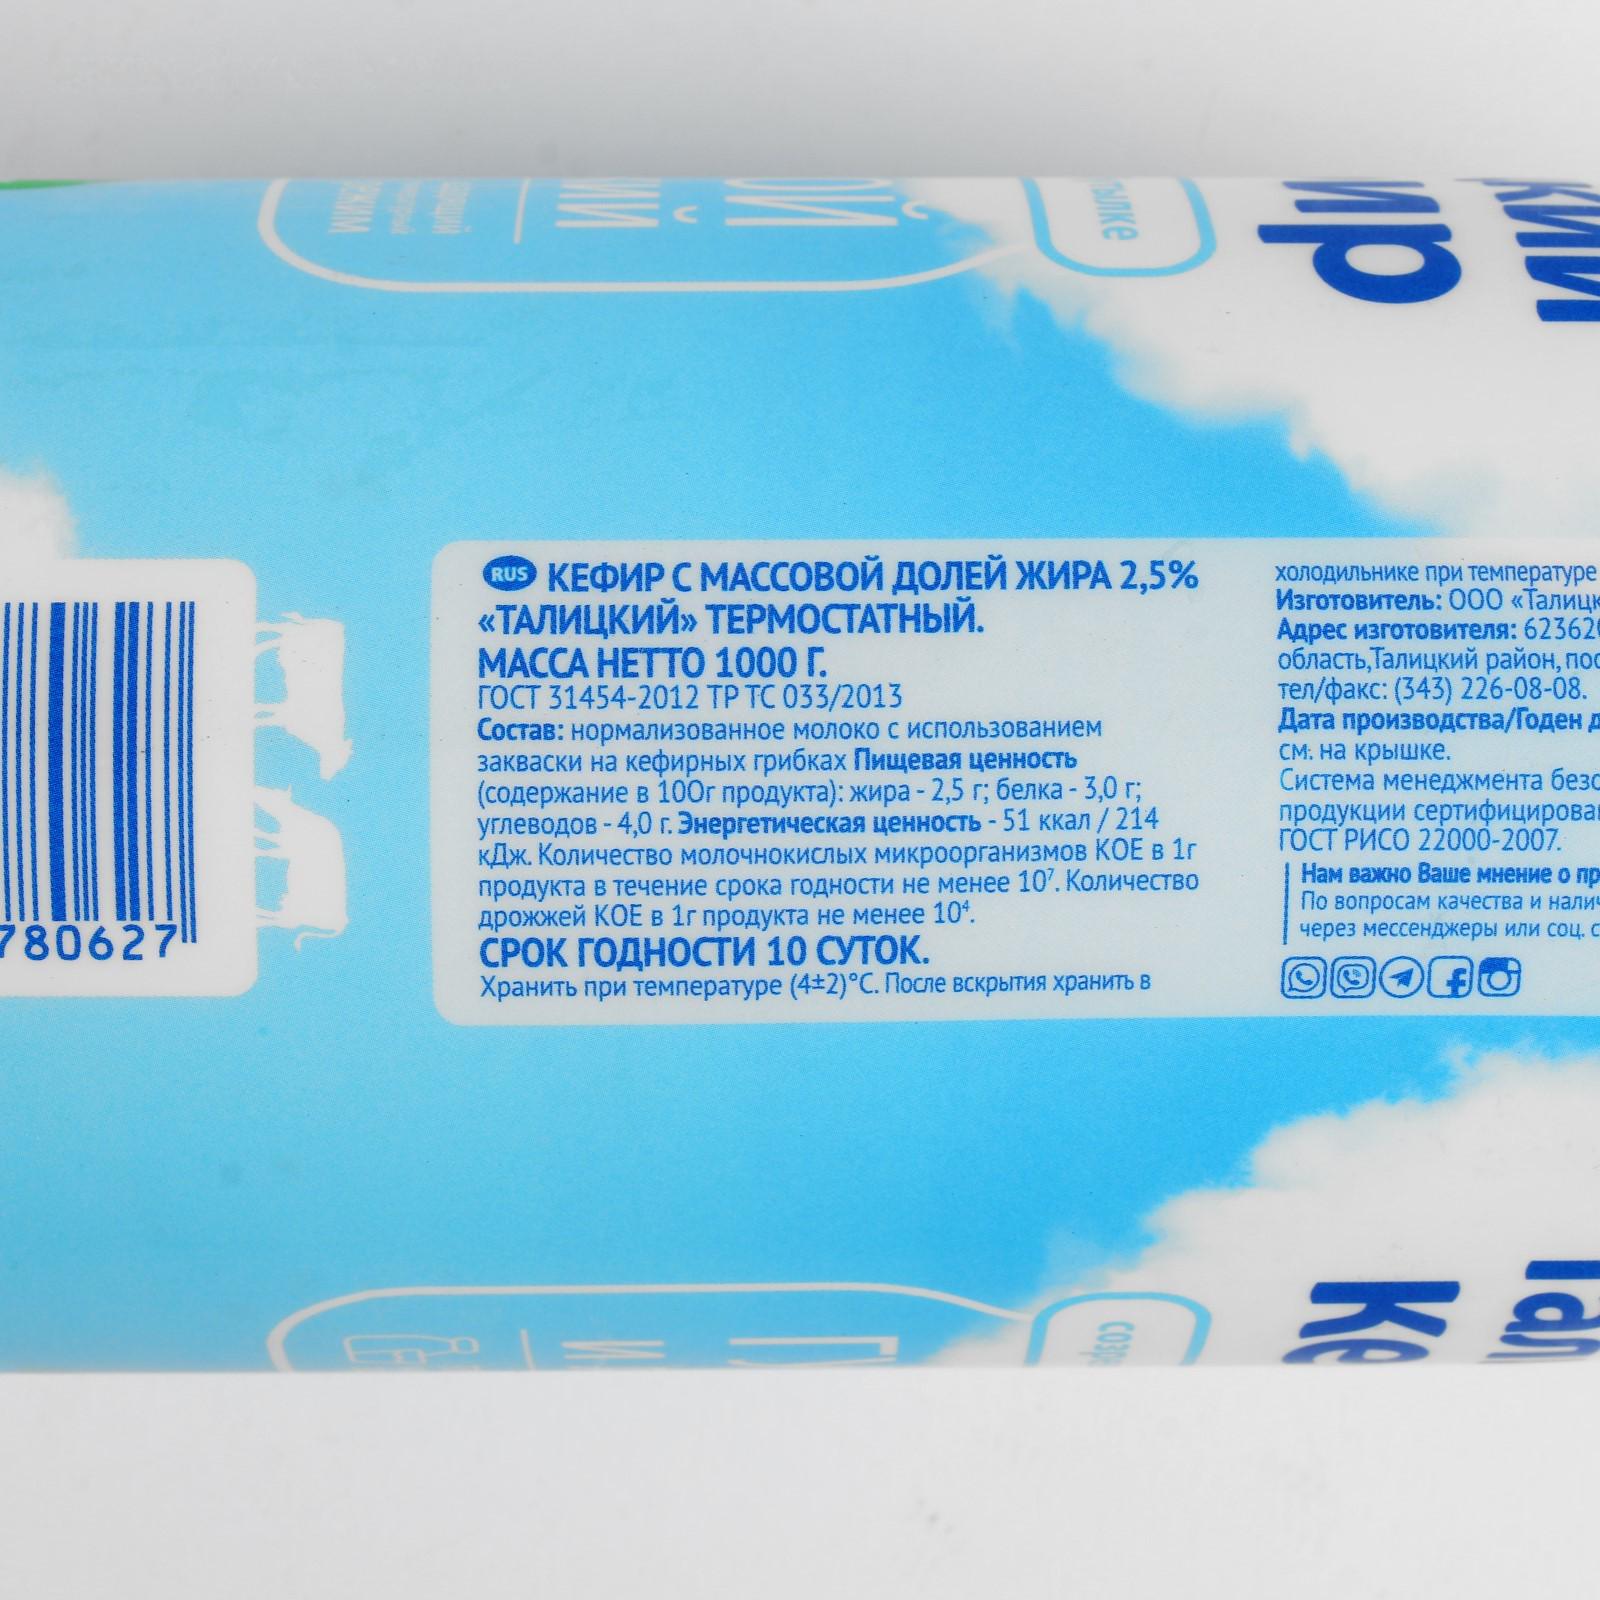 RUS КЕФИР С МАССОВОЙ ДОЛЕЙ ЖИРА 2,5%
«ТАЛИЦКИЙ» ТЕРМОСТАТНЫЙ.
МАССА НЕТТО 1000 Г.
ГОСТ 31454-2012 ТР ТС 033/2013
Состав: нормализованное молоко с использованием
закваски на кефирных грибках Пищевая ценность
(содержание в 100г продукта): жира - 2,5 г; белка - 3,0 г;
углеводов - 4,0 г. Энергетическая ценность - 51 ккал / 214
кДж. Количество молочнокислых микроорганизмов КОЕ в 1г
продукта в течение срока годности не менее 10⁷. Количество
дрожжей КОЕ в 1г продукта не менее 10⁴.
СРОК ГОДНОСТИ 10 СУТОК.
Хранить при температуре (4±2)°С. После вскрытия хранить в
холодильнике при температуре
Изготовитель: ООО «Талицк
Адрес изготовителя: 62362
область,Талицкий район, пос
тел/факс: (343) 226-08-08.
Дата производства/Годен д
см. на крышке.
Система менеджмента безо
продукции сертифицирова
ГОСТ РИСО 22000-2007.
Нам важно Ваше мнение о пр
По вопросам качества и налич
через мессенджеры или соц. с
780627